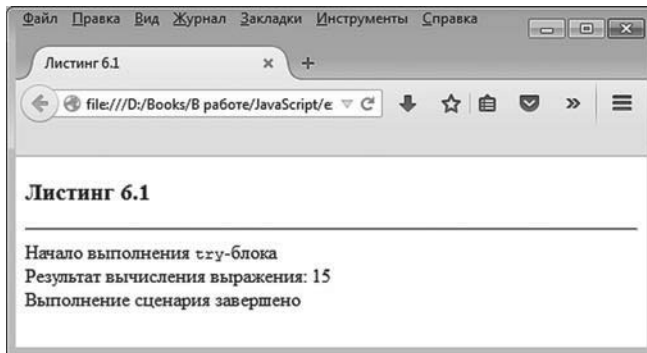 Файл Правка Вид Журнал Закладки Инструменты Справка
Листинг 6.1
file:///D:/Books/В работе/JavaScript/e
Листинг 6.1
Начало выполнения try-блока
Результат вычисления выражения: 15
Выполнение сценария завершено